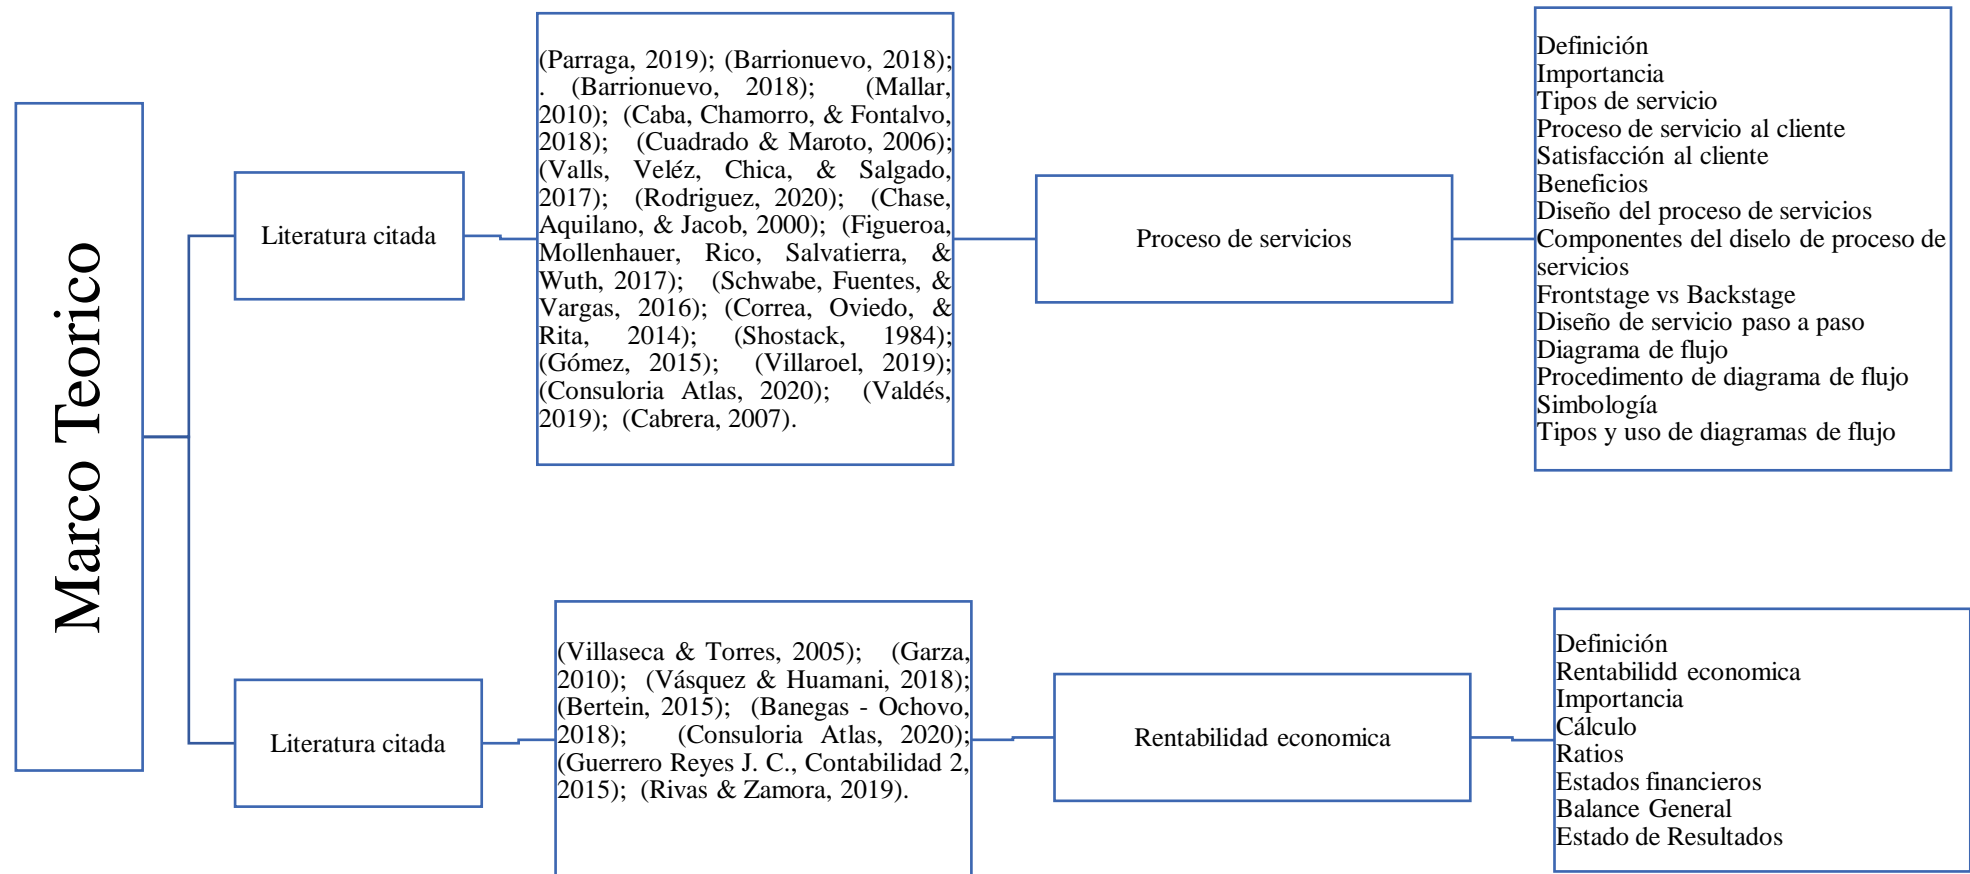 Marco Teorico
Literatura citada
(Parraga, 2019); (Barrionuevo, 2018);
. (Barrionuevo, 2018); (Mallar,
2010); (Caba, Chamorro, & Fontalvo,
2018); (Cuadrado & Maroto, 2006);
(Valls, Veléz, Chica, & Salgado,
2017); (Rodriguez, 2020); (Chase,
Aquilano, & Jacob, 2000); (Figueroa,
Mollenhauer, Rico, Salvatierra, &
Wuth, 2017); (Schwabe, Fuentes, &
Vargas, 2016); (Correa, Oviedo, &
Rita, 2014); (Shostack, 1984);
(Gómez, 2015); (Villaroel, 2019);
(Consuloria Atlas, 2020); (Valdés,
2019); (Cabrera, 2007).
Proceso de servicios
Definición
Importancia
Tipos de servicio
Proceso de servicio al cliente
Satisfacción al cliente
Beneficios
Diseño del proceso de servicios
Componentes del diselo de proceso de
servicios
Frontstage vs Backstage
Diseño de servicio paso a paso
Diagrama de flujo
Procedimento de diagrama de flujo
Simbología
Tipos y uso de diagramas de flujo
Literatura citada
(Villaseca & Torres, 2005); (Garza,
2010); (Vásquez & Huamani, 2018);
(Bertein, 2015); (Banegas - Ochovo,
2018); (Consuloria Atlas, 2020);
(Guerrero Reyes J. C., Contabilidad 2,
2015); (Rivas & Zamora, 2019).
Rentabilidad economica
Definición
Rentabilidd economica
Importancia
Cálculo
Ratios
Estados financieros
Balance General
Estado de Resultados